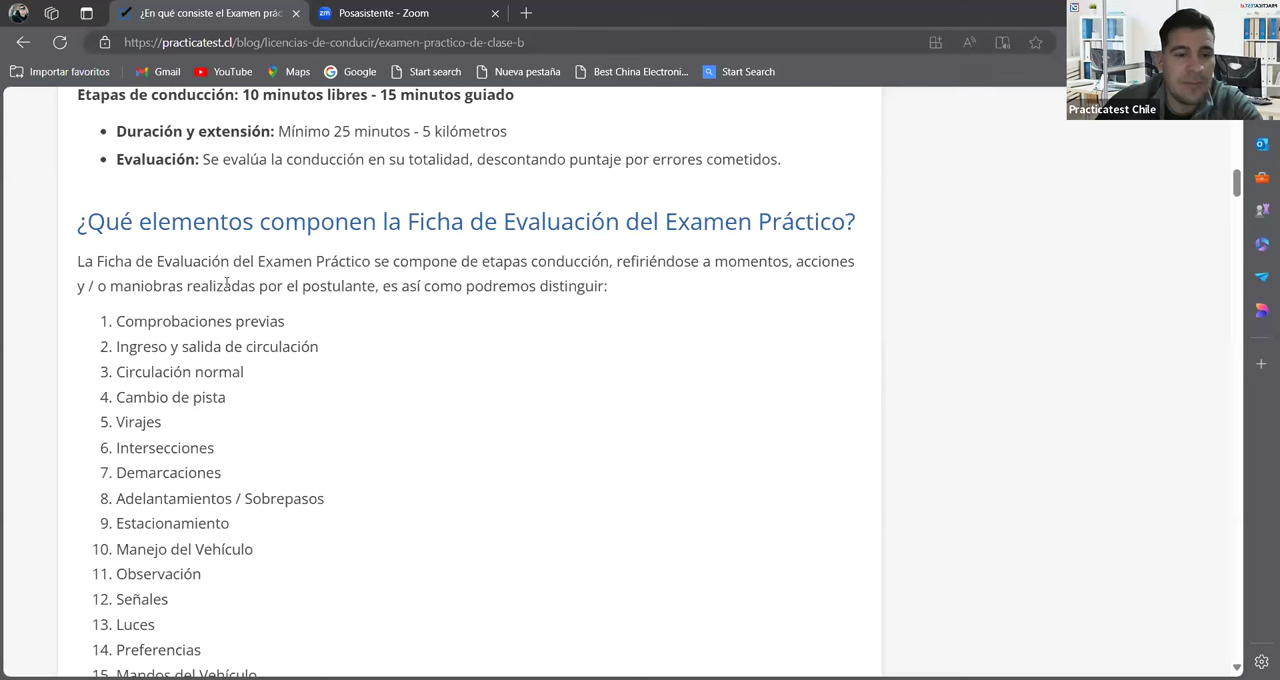 ¿En qué consiste el Examen prác
Posasistente - Zoom
https://practicatest.cl/blog/licencias-de-conducir/examen-practico-de-clase-b
Importar favoritos
Gmail
YouTube
Maps
Google
Start search
Nueva pestaña
Best China Electroni...
Start Search
Practicatest Chile
Etapas de conducción: 10 minutos libres - 15 minutos guiado
• Duración y extensión: Mínimo 25 minutos - 5 kilómetros
• Evaluación: Se evalúa la conducción en su totalidad, descontando puntaje por errores cometidos.
¿Qué elementos componen la Ficha de Evaluación del Examen Práctico?
La Ficha de Evaluación del Examen Práctico se compone de etapas conducción, refiriéndose a momentos, acciones
y / o maniobras realizadas por el postulante, es así como podremos distinguir:
1. Comprobaciones previas
2. Ingreso y salida de circulación
3. Circulación normal
4. Cambio de pista
5. Virajes
6. Intersecciones
7. Demarcaciones
8. Adelantamientos / Sobrepasos
9. Estacionamiento
10. Manejo del Vehículo
11. Observación
12. Señales
13. Luces
14. Preferencias
15. Mandos del Vehículo